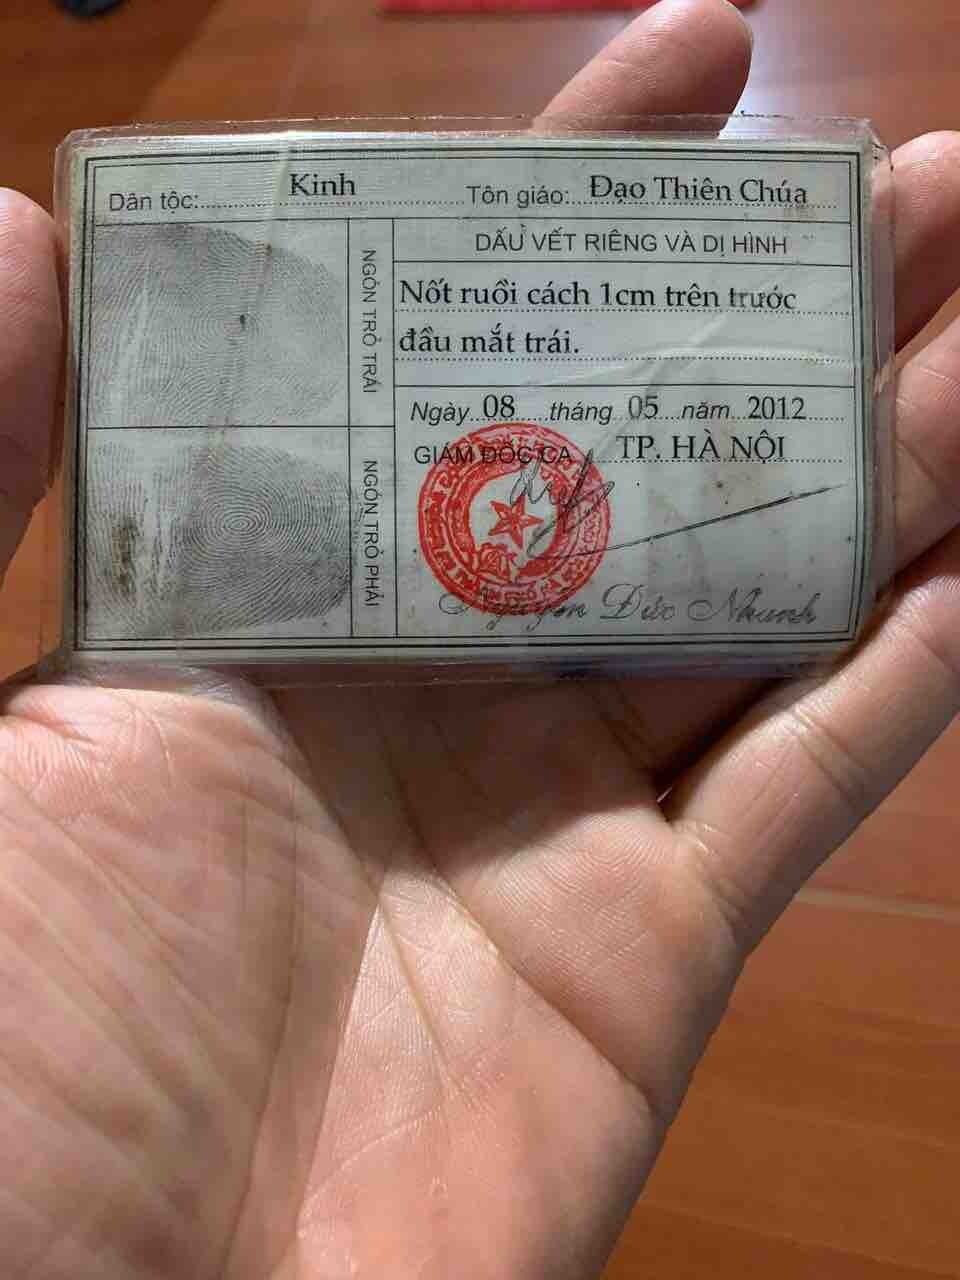 Dân tộc: Kinh Tôn giáo: Đạo Thiên Chúa
NGÓN TRỎ TRÁI
DẤU VẾT RIÊNG VÀ DỊ HÌNH
Nốt ruồi cách 1cm trên trước
đầu mắt trái.
NGÓN TRỎ PHẢI
Ngày 08 tháng 05 năm 2012
GIÁM ĐỐC CA TP. HÀ NỘI
Nguyễn Đức Nhanh